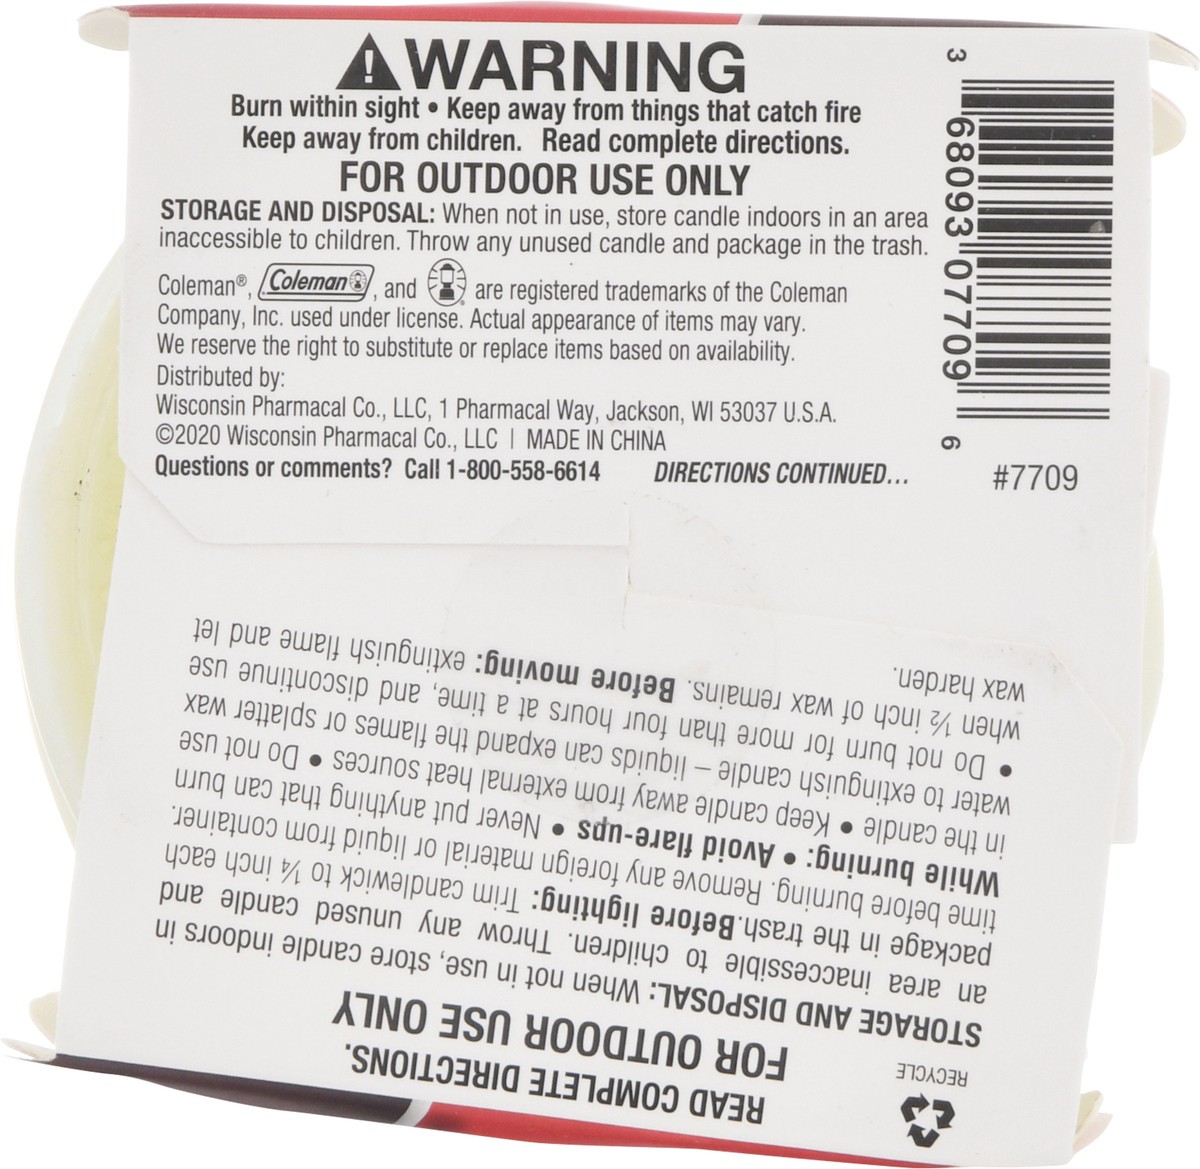 WARNING
Burn within sight • Keep away from things that catch fire
Keep away from children. Read complete directions.
FOR OUTDOOR USE ONLY
STORAGE AND DISPOSAL: When not in use, store candle indoors in an area
inaccessible to children. Throw any unused candle and package in the trash.
Coleman®, Coleman, and ® are registered trademarks of the Coleman
Company, Inc. used under license. Actual appearance of items may vary.
We reserve the right to substitute or replace items based on availability.
Distributed by:
Wisconsin Pharmacal Co., LLC, 1 Pharmacal Way, Jackson, WI 53037 U.S.A.
©2020 Wisconsin Pharmacal Co., LLC | MADE IN CHINA
Questions or comments? Call 1-800-558-6614 DIRECTIONS CONTINUED...
3 68093 07709 6
#7709
RECYCLE
READ COMPLETE DIRECTIONS.
FOR OUTDOOR USE ONLY
STORAGE AND DISPOSAL: When not in use, store candle indoors in
an area inaccessible to children. Throw any unused candle and
package in the trash. Before lighting: Trim candlewick to ¼ inch each
time before burning. Remove any foreign material or liquid from container.
While burning: • Avoid flare-ups • Never put anything that can burn
in the candle • Keep candle away from external heat sources • Do not use
water to extinguish candle – liquids can expand the flames or splatter wax
• Do not burn for more than four hours at a time, and discontinue use
when ½ inch of wax remains. Before moving: extinguish flame and let
wax harden.